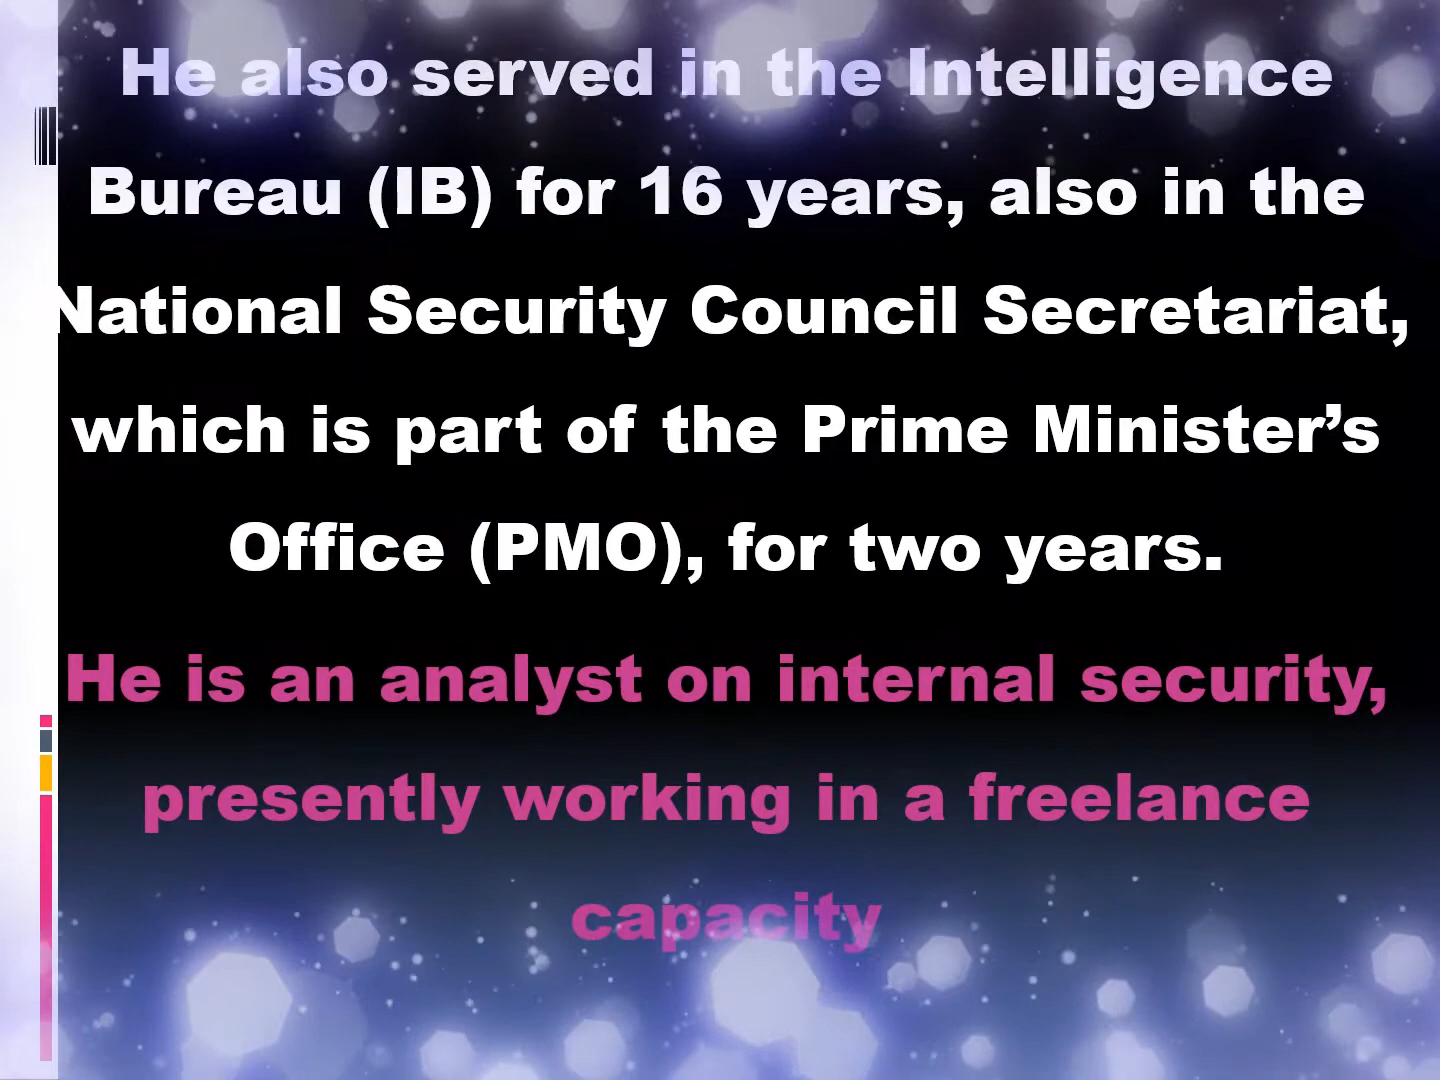 He also served in the Intelligence
Bureau (IB) for 16 years, also in the
National Security Council Secretariat,
which is part of the Prime Minister’s
Office (PMO), for two years.
He is an analyst on internal security,
presently working in a freelance
capacity